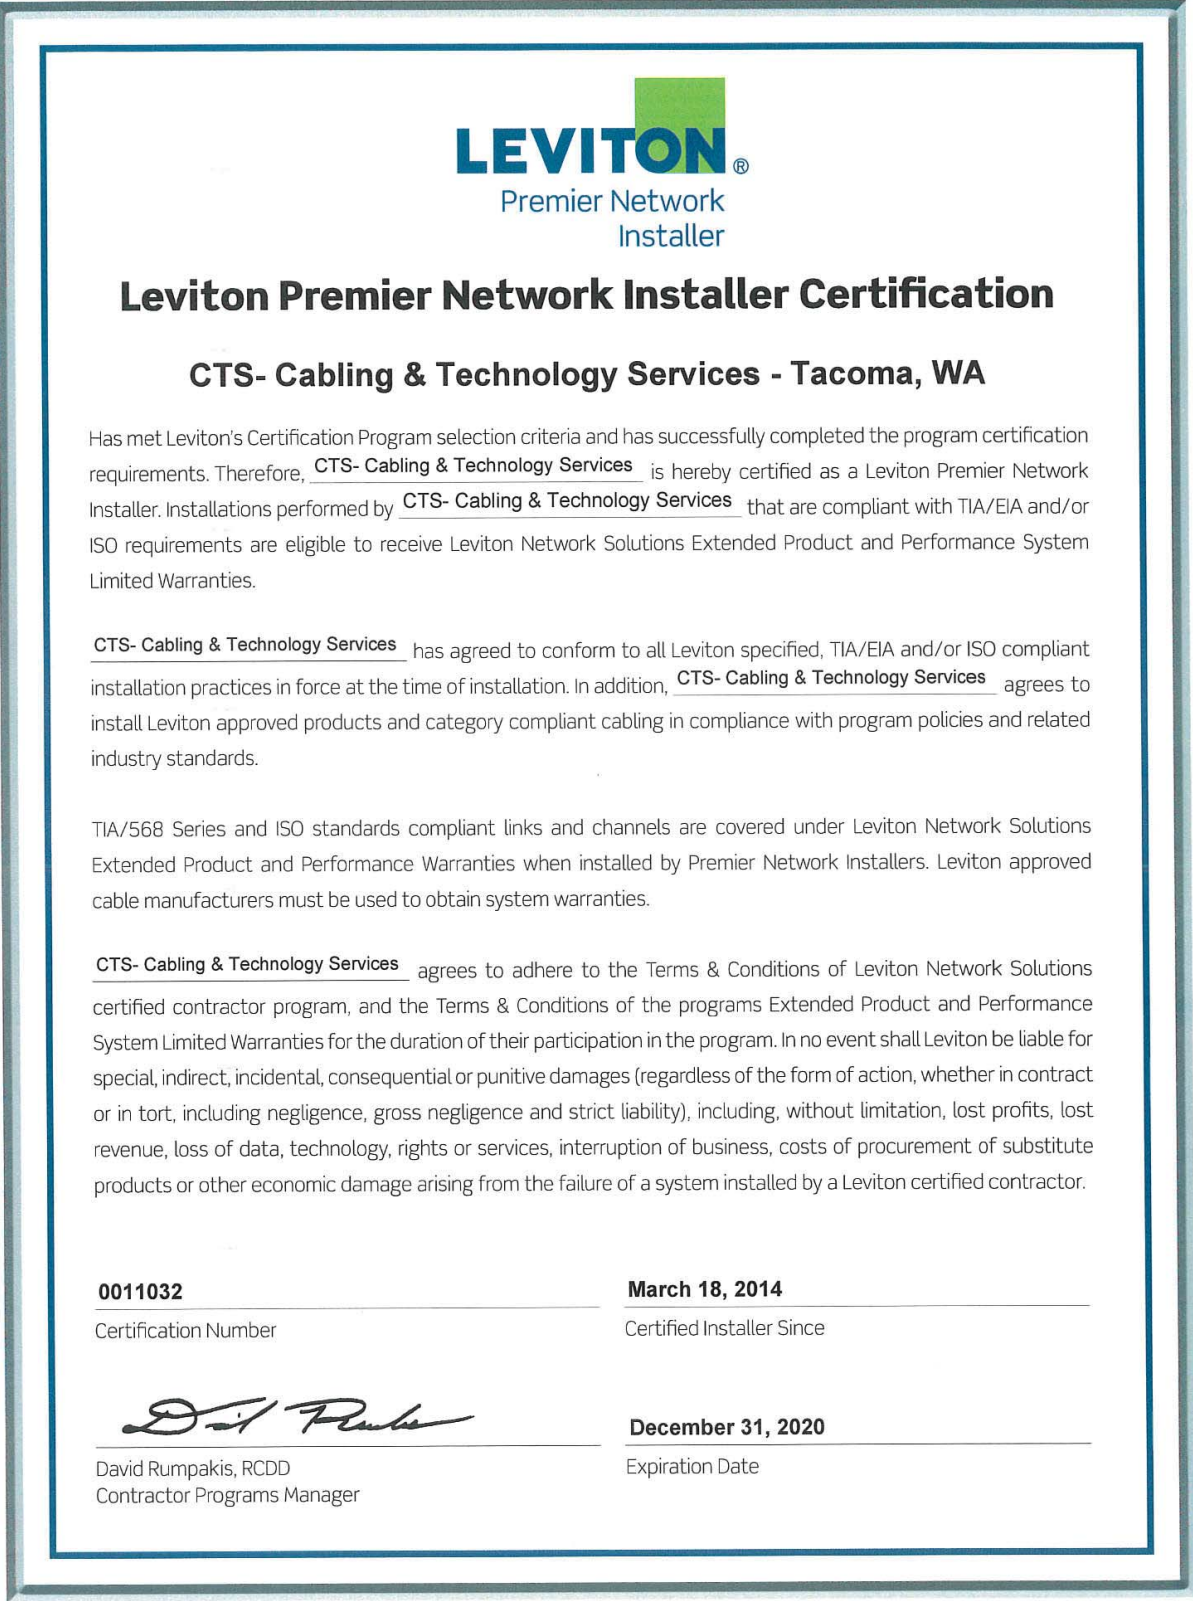 LEVITON®
Premier Network
Installer
Leviton Premier Network Installer Certification
CTS- Cabling & Technology Services - Tacoma, WA
Has met Leviton's Certification Program selection criteria and has successfully completed the program certification
requirements. Therefore, CTS- Cabling & Technology Services is hereby certified as a Leviton Premier Network
Installer. Installations performed by CTS- Cabling & Technology Services that are compliant with TIA/EIA and/or
ISO requirements are eligible to receive Leviton Network Solutions Extended Product and Performance System
Limited Warranties.
CTS- Cabling & Technology Services has agreed to conform to all Leviton specified, TIA/EIA and/or ISO compliant
installation practices in force at the time of installation. In addition, CTS- Cabling & Technology Services agrees to
install Leviton approved products and category compliant cabling in compliance with program policies and related
industry standards.
TIA/568 Series and ISO standards compliant links and channels are covered under Leviton Network Solutions
Extended Product and Performance Warranties when installed by Premier Network Installers. Leviton approved
cable manufacturers must be used to obtain system warranties.
CTS- Cabling & Technology Services agrees to adhere to the Terms & Conditions of Leviton Network Solutions
certified contractor program, and the Terms & Conditions of the programs Extended Product and Performance
System Limited Warranties for the duration of their participation in the program. In no event shall Leviton be liable for
special, indirect, incidental, consequential or punitive damages (regardless of the form of action, whether in contract
or in tort, including negligence, gross negligence and strict liability), including, without limitation, lost profits, lost
revenue, loss of data, technology, rights or services, interruption of business, costs of procurement of substitute
products or other economic damage arising from the failure of a system installed by a Leviton certified contractor.
0011032
Certification Number
March 18, 2014
Certified Installer Since
David Rumpakis, RCDD
Contractor Programs Manager
December 31, 2020
Expiration Date